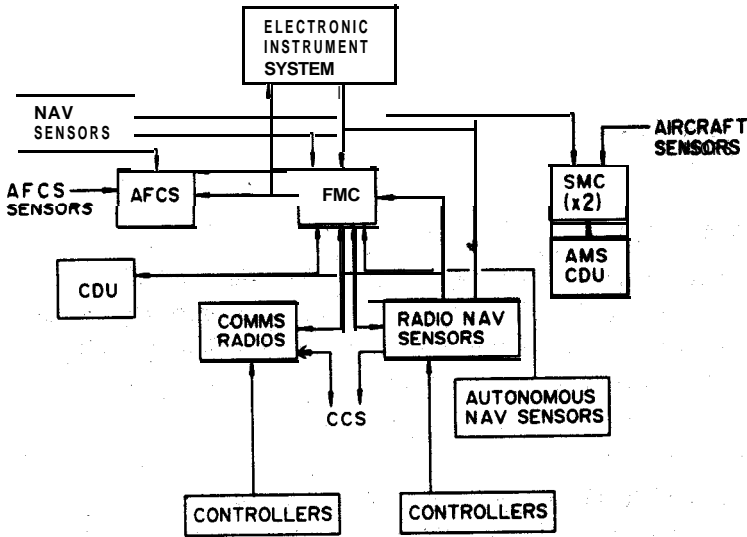 ELECTRONIC
INSTRUMENT
SYSTEM
NAV
SENSORS
AIRCRAFT
SENSORS
AFCS
SENSORS
AFCS
FMC
SMC
(x2)
AMS
CDU
CDU
COMMS
RADIOS
RADIO NAV
SENSORS
AUTONOMOUS
NAV SENSORS
CCS
CONTROLLERS
CONTROLLERS